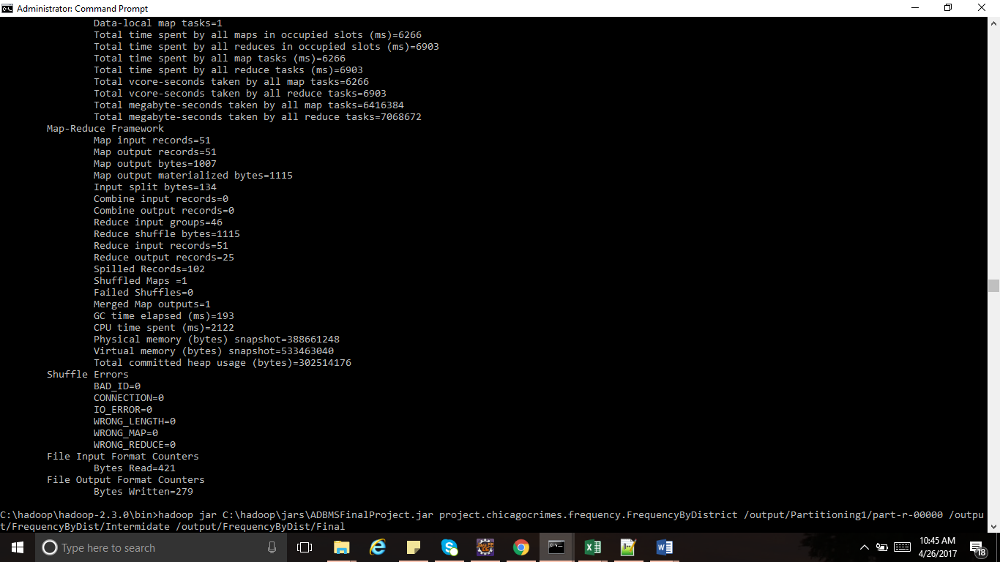 Administrator: Command Prompt
Data-local map tasks=1
Total time spent by all maps in occupied slots (ms)=6266
Total time spent by all reduces in occupied slots (ms)=6903
Total time spent by all map tasks (ms)=6266
Total time spent by all reduce tasks (ms)=6903
Total vcore-seconds taken by all map tasks=6266
Total vcore-seconds taken by all reduce tasks=6903
Total megabyte-seconds taken by all map tasks=6416384
Total megabyte-seconds taken by all reduce tasks=7068672
Map-Reduce Framework
Map input records=51
Map output records=51
Map output bytes=1007
Map output materialized bytes=1115
Input split bytes=134
Combine input records=0
Combine output records=0
Reduce input groups=46
Reduce shuffle bytes=1115
Reduce input records=51
Reduce output records=25
Spilled Records=102
Shuffled Maps =1
Failed Shuffles=0
Merged Map outputs=1
GC time elapsed (ms)=193
CPU time spent (ms)=2122
Physical memory (bytes) snapshot=388661248
Virtual memory (bytes) snapshot=533463040
Total committed heap usage (bytes)=302514176
Shuffle Errors
BAD_ID=0
CONNECTION=0
IO_ERROR=0
WRONG_LENGTH=0
WRONG_MAP=0
WRONG_REDUCE=0
File Input Format Counters
Bytes Read=421
File Output Format Counters
Bytes Written=279
C:\hadoop\hadoop-2.3.0\bin>hadoop jar C:\hadoop\jars\ADBMSFinalProject.jar project.chicagocrimes.frequency.FrequencyByDistrict /output/Partitioning1/part-r-00000 /outpu
t/FrequencyByDist/Intermidate /output/FrequencyByDist/Final
Type here to search
10:45 AM
4/26/2017
18